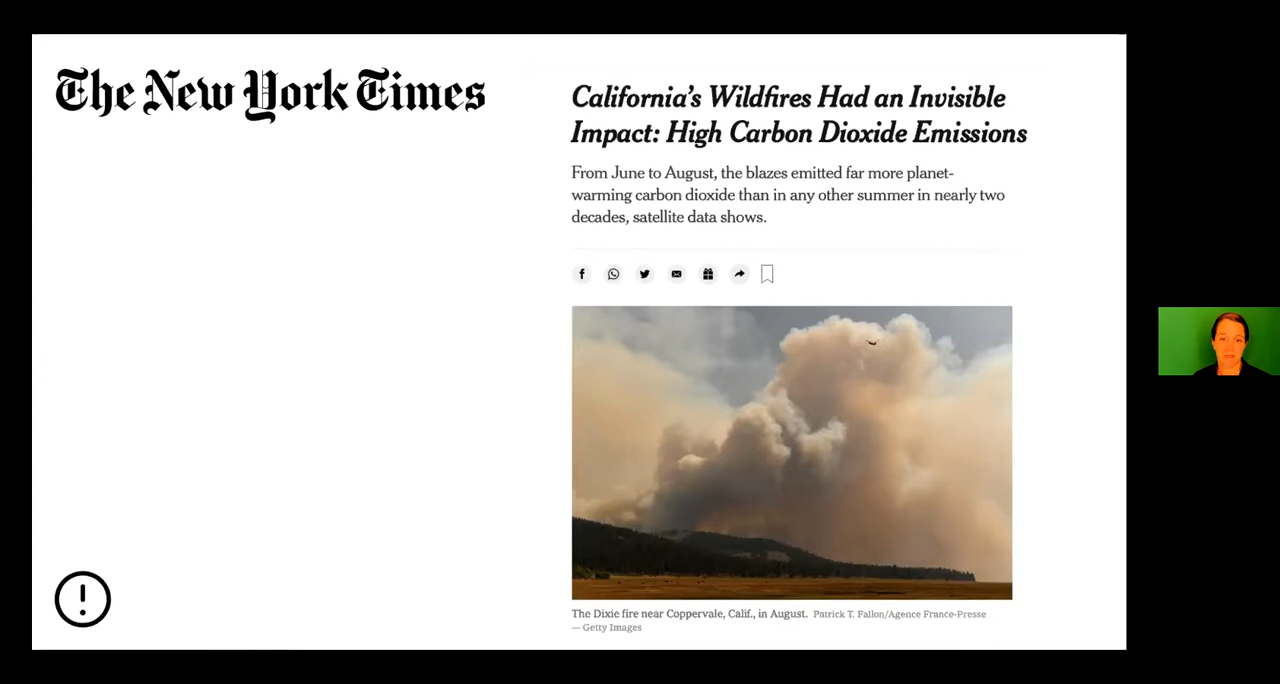 The New York Times
California’s Wildfires Had an Invisible
Impact: High Carbon Dioxide Emissions
From June to August, the blazes emitted far more planet-
warming carbon dioxide than in any other summer in nearly two
decades, satellite data shows.
The Dixie fire near Coppervale, Calif., in August. Patrick T. Fallon/Agence France-Presse
— Getty Images